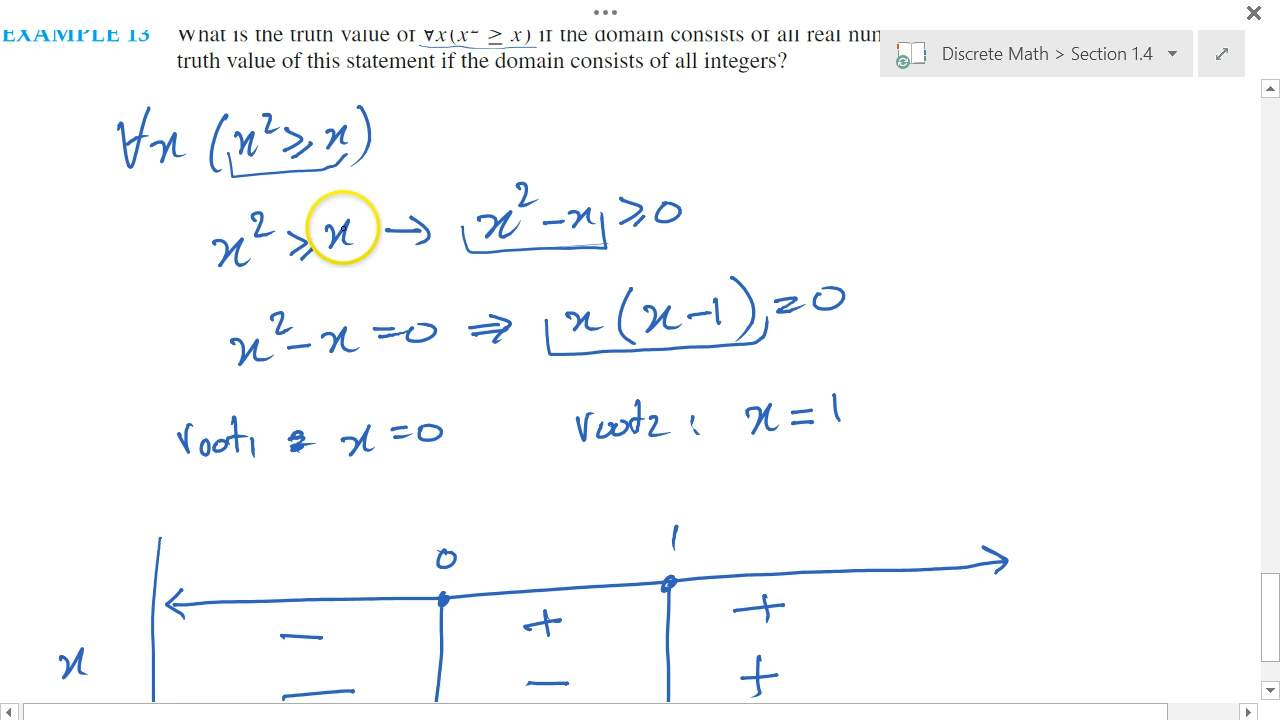 EXAMPLE 13 What is the truth value of ∀x(x² ≥ x) if the domain consists of all real
truth value of this statement if the domain consists of all integers?
Discrete Math > Section 1.4
∀x (x² ≥ x)
x² ≥ x → x² - x ≥ 0
x² - x = 0 ⇒ x (x - 1) = 0
root1 : x = 0 root2 : x = 1
0 1
- + +
x
- - +